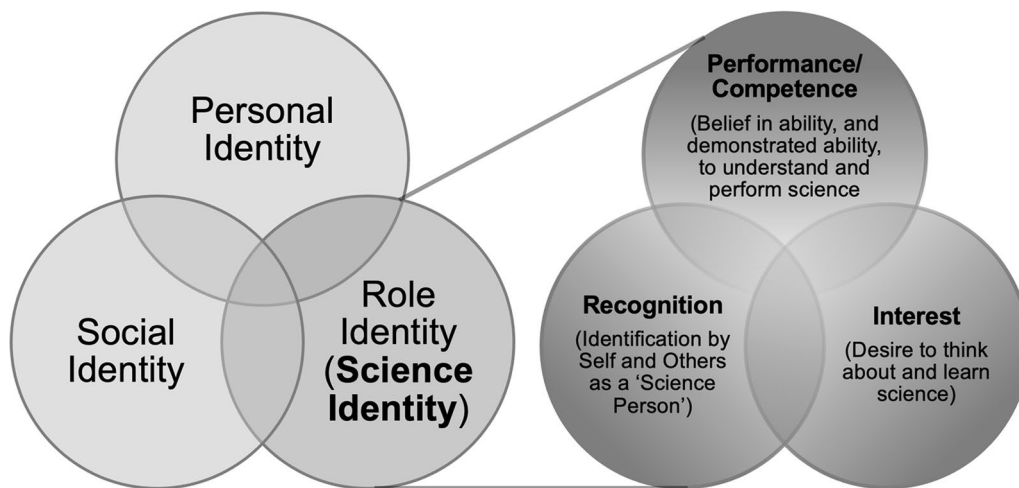 Personal
Identity
Social
Identity
Role
Identity
(Science
Identity)
Performance/
Competence
(Belief in ability, and
demonstrated ability,
to understand and
perform science
Recognition
(Identification by
Self and Others
as a ‘Science
Person’)
Interest
(Desire to think
about and learn
science)